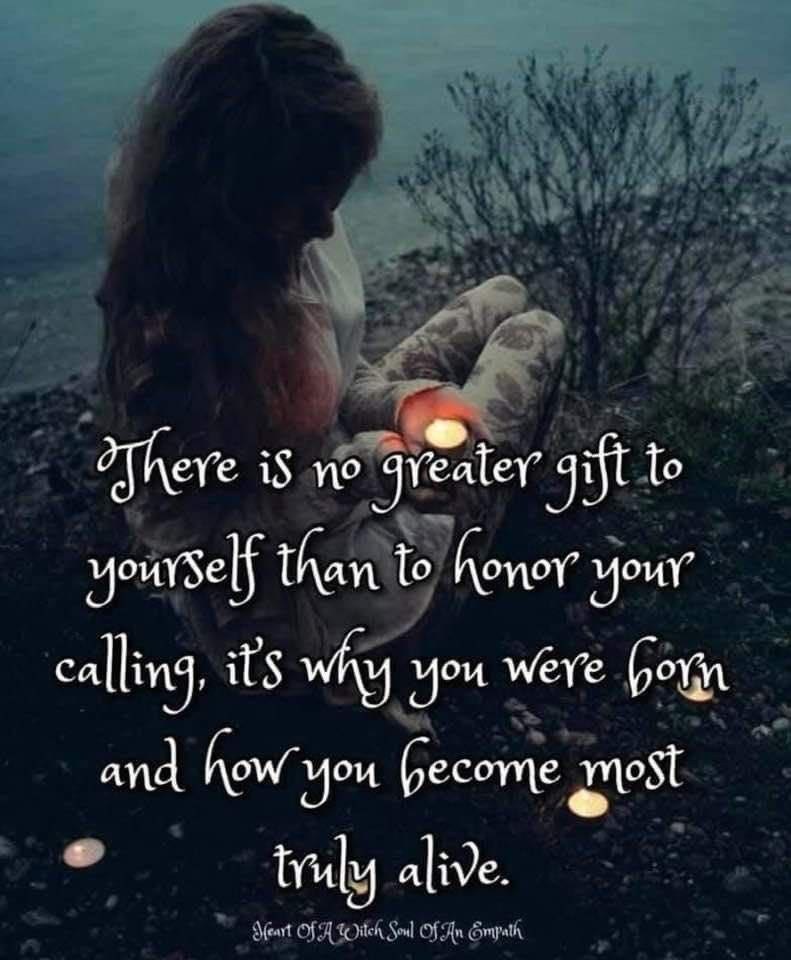 There is no greater gift to
yourself than to honor your
calling, it's why you were born
and how you become most
truly alive.
Heart Of A Witch Soul Of An Empath